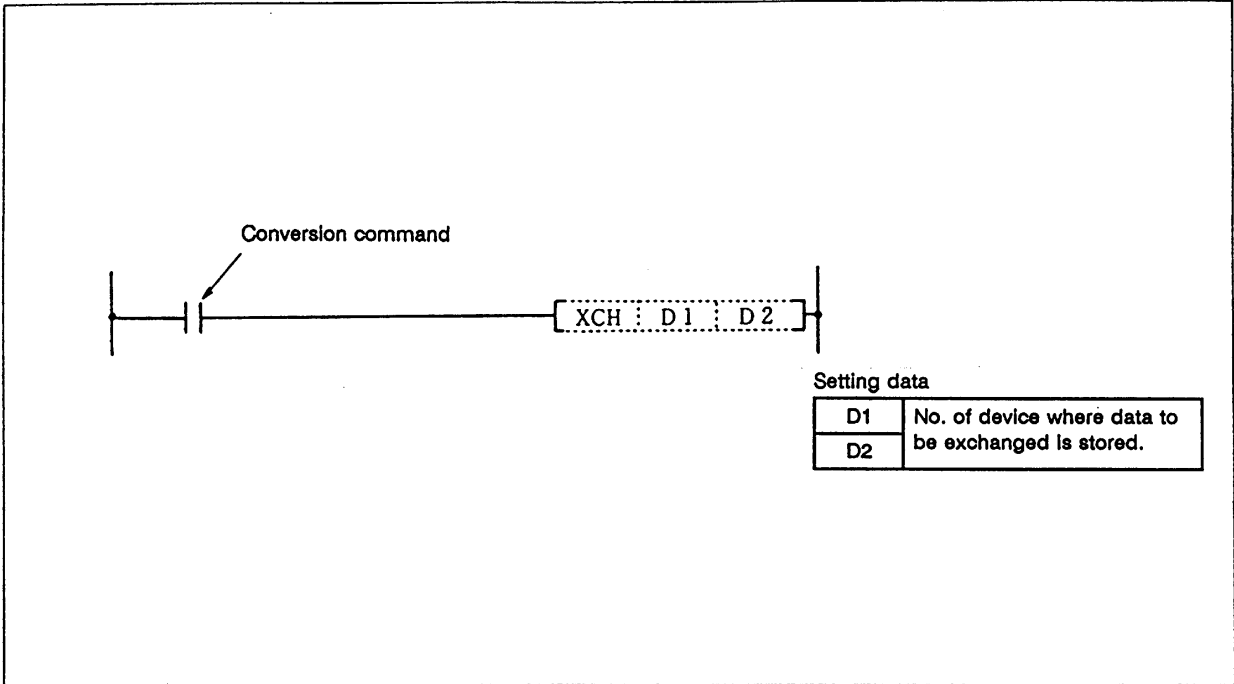 Conversion command
XCH D1 D2
Setting data
D1 No. of device where data to
D2 be exchanged is stored.